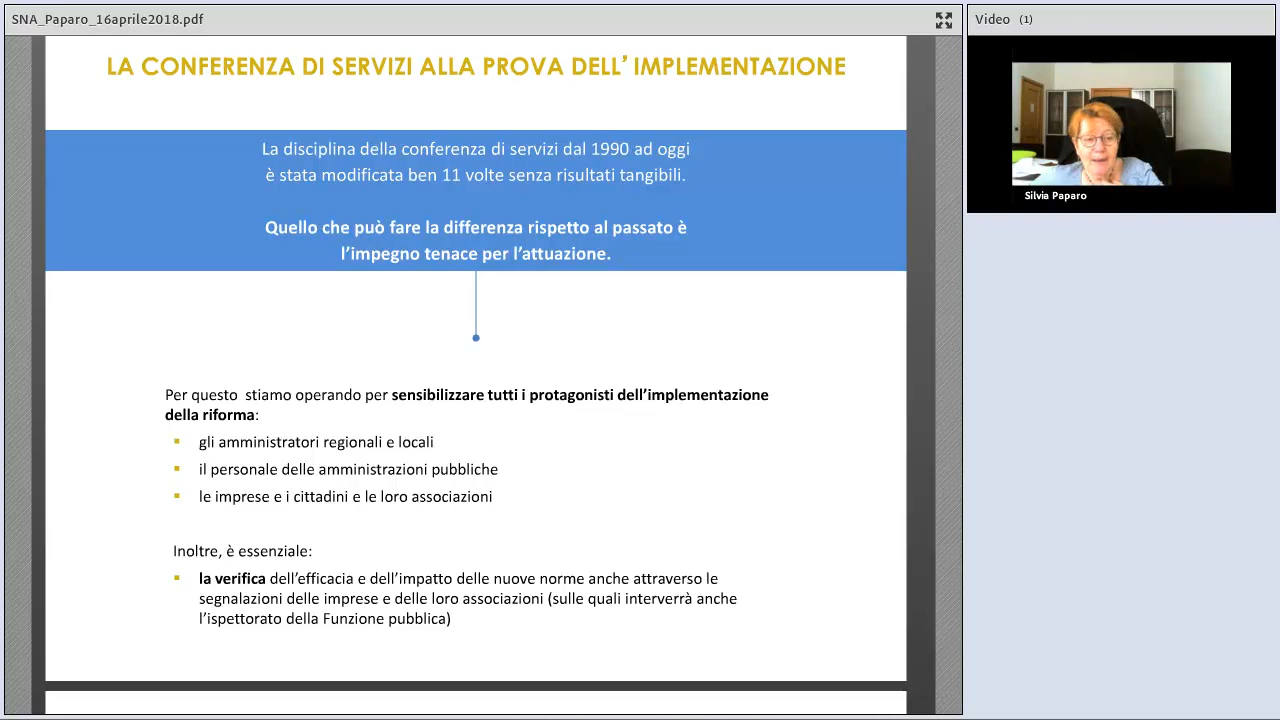 SNA_Paparo_16aprile2018.pdf
Video (1)
LA CONFERENZA DI SERVIZI ALLA PROVA DELL’ IMPLEMENTAZIONE
La disciplina della conferenza di servizi dal 1990 ad oggi
è stata modificata ben 11 volte senza risultati tangibili.
Quello che può fare la differenza rispetto al passato è
l’impegno tenace per l’attuazione.
Silvia Paparo
Per questo stiamo operando per sensibilizzare tutti i protagonisti dell’implementazione
della riforma:
▪ gli amministratori regionali e locali
▪ il personale delle amministrazioni pubbliche
▪ le imprese e i cittadini e le loro associazioni
Inoltre, è essenziale:
▪ la verifica dell’efficacia e dell’impatto delle nuove norme anche attraverso le
segnalazioni delle imprese e delle loro associazioni (sulle quali interverrà anche
l’ispettorato della Funzione pubblica)